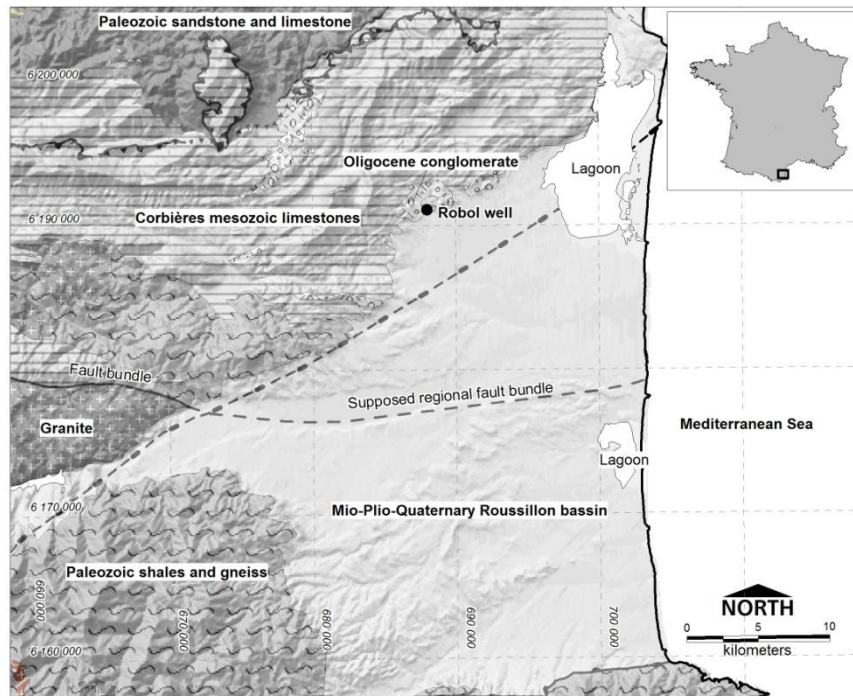 Paleozoic sandstone and limestone
6 200 000
Oligocene conglomerate
Lagoon
Corbières mesozoic limestones
6 190 000
Robol well
Fault bundle
Supposed regional fault bundle
Granite
Mediterranean Sea
Lagoon
6 170 000
Mio-Plio-Quaternary Roussillon bassin
Paleozoic shales and gneiss
660 000
670 000
680 000
690 000
700 000
NORTH
0 5 10
kilometers
6 160 000